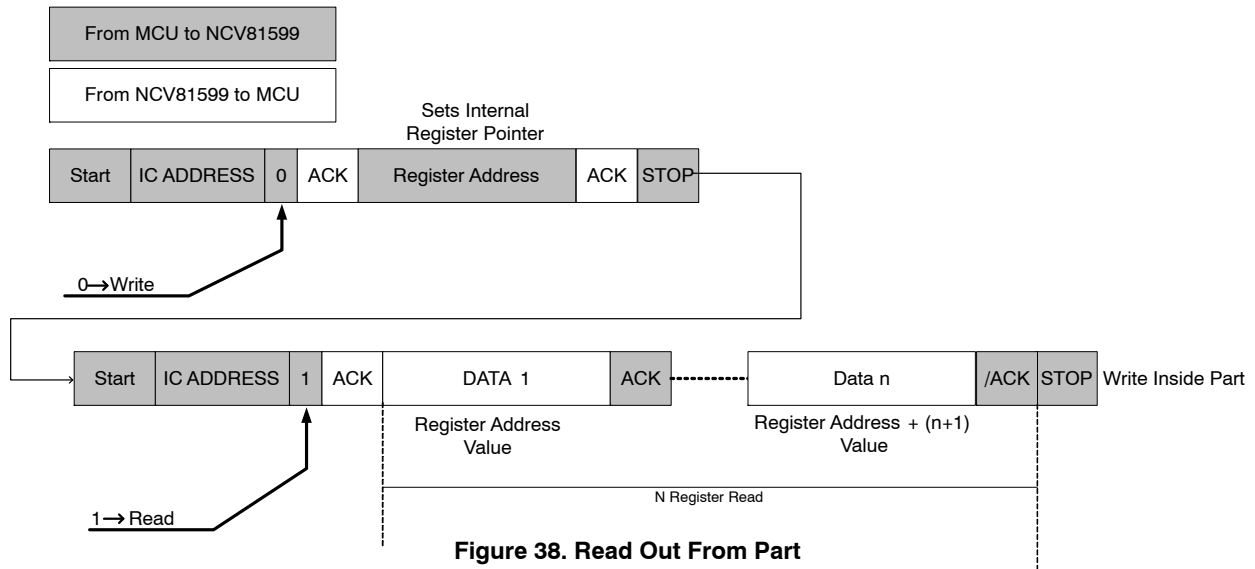 From MCU to NCV81599
From NCV81599 to MCU
Sets Internal
Register Pointer
Start IC ADDRESS 0 ACK Register Address ACK STOP
0→Write
Start IC ADDRESS 1 ACK DATA 1 ACK Data n /ACK STOP Write Inside Part
Register Address
Value
Register Address + (n+1)
Value
N Register Read
1→ Read
Figure 38. Read Out From Part